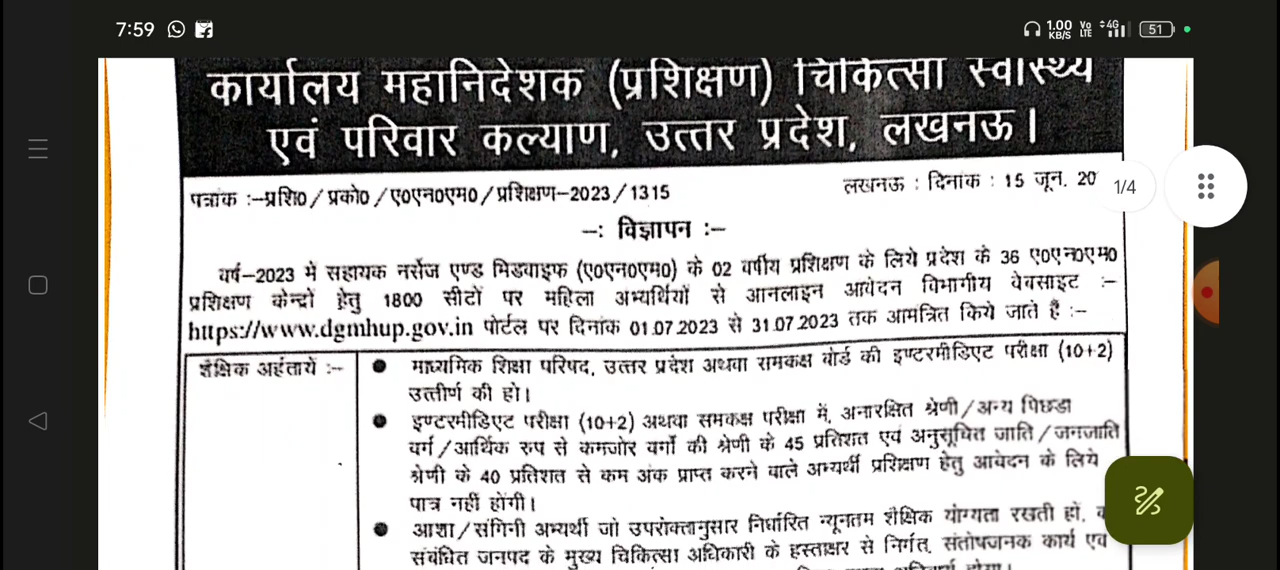 7:59
1.00 KB/S Vo LTE 4G 51
कार्यालय महानिदेशक (प्रशिक्षण) चिकित्सा स्वास्थ्य
एवं परिवार कल्याण, उत्तर प्रदेश, लखनऊ।
पत्रांक :–प्रशि0/प्रको0/ए0एन0एम0/प्रशिक्षण–2023/1315
लखनऊ : दिनांक : 15 जून, 20
1/4
–: विज्ञापन :–
वर्ष–2023 में सहायक नर्सेज एण्ड मिडवाइफ (ए0एन0एम0) के 02 वर्षीय प्रशिक्षण के लिये प्रदेश के 36 ए0एन0एम0
प्रशिक्षण केन्द्रों हेतु 1800 सीटों पर महिला अभ्यर्थियों से आनलाइन आवेदन विभागीय वेवसाइट :–
https://www.dgmhup.gov.in पोर्टल पर दिनांक 01.07.2023 से 31.07.2023 तक आमंत्रित किये जाते हैं :–
शैक्षिक अर्हतायें :–
● माध्यमिक शिक्षा परिषद, उत्तर प्रदेश अथवा समकक्ष बोर्ड की इण्टरमीडिएट परीक्षा (10+2)
उत्तीर्ण की हो।
● इण्टरमीडिएट परीक्षा (10+2) अथवा समकक्ष परीक्षा में, अनारक्षित श्रेणी/अन्य पिछडा
वर्ग/आर्थिक रुप से कमजोर वर्गो की श्रेणी के 45 प्रतिशत एवं अनुसूचित जाति/जनजाति
श्रेणी के 40 प्रतिशत से कम अंक प्राप्त करने वाले अभ्यर्थी प्रशिक्षण हेतु आवेदन के लिये
पात्र नहीं होंगी।
● आशा/संगिनी अभ्यर्थी जो उपरोक्तानुसार निर्धारित न्यूनतम शैक्षिक योग्यता रखती हों,
संबंधित जनपद के मुख्य चिकित्सा अधिकारी के हस्ताक्षर से निर्गत, संतोषजनक कार्य एवं